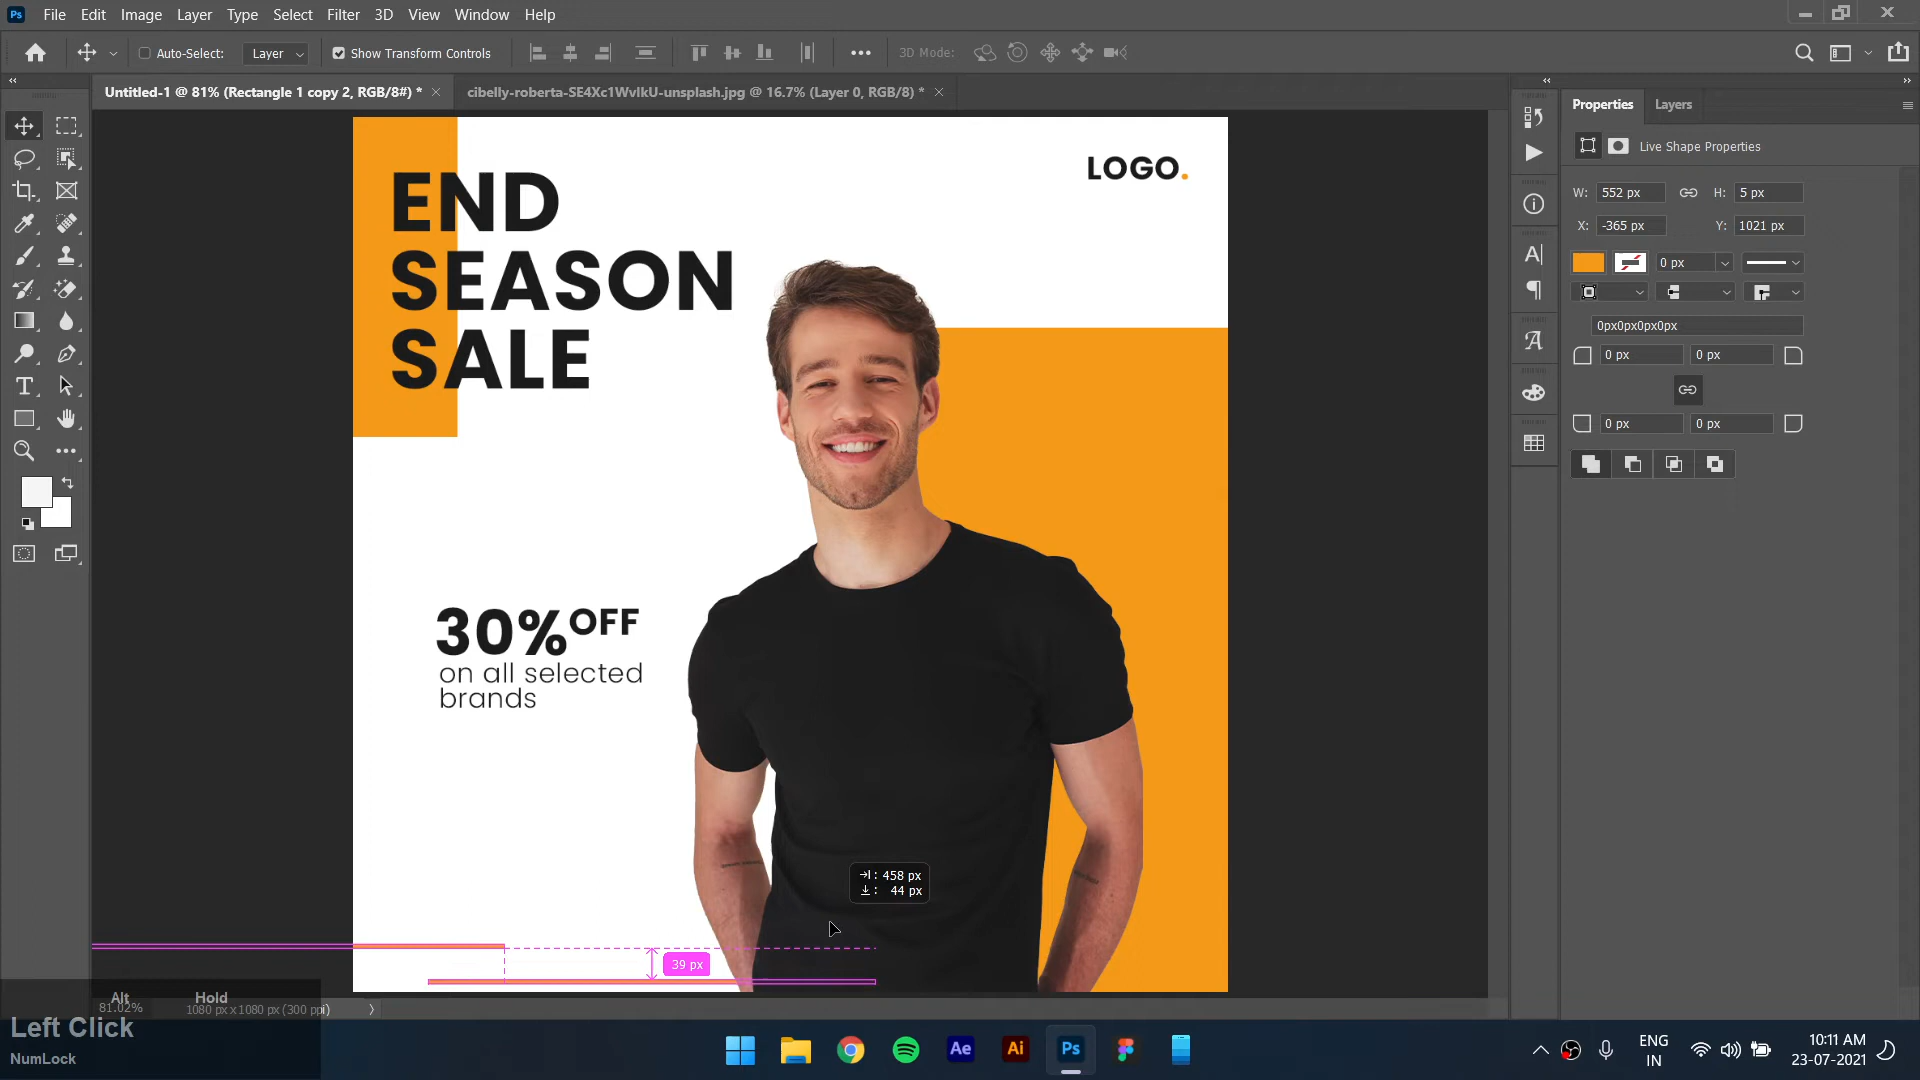 File Edit Image Layer Type Select Filter 3D View Window Help
Auto-Select: Layer Show Transform Controls 3D Mode:
Untitled-1 @ 81% (Rectangle 1 copy 2, RGB/8#) * cibelly-roberta-SE4Xc1WvIkU-unsplash.jpg @ 16.7% (Layer 0, RGB/8) *
Properties Layers
Live Shape Properties
W: 552 px H: 5 px
X: -365 px Y: 1021 px
0 px
0px0px0px0px
0 px 0 px
0 px 0 px
END
SEASON
SALE
LOGO.
30%OFF
on all selected
brands
458 px
44 px
39 px
Alt Hold
81.02% 1080 px x 1080 px (300 ppi)
Left Click
NumLock
Ae Ai Ps
ENG
IN
10:11 AM
23-07-2021